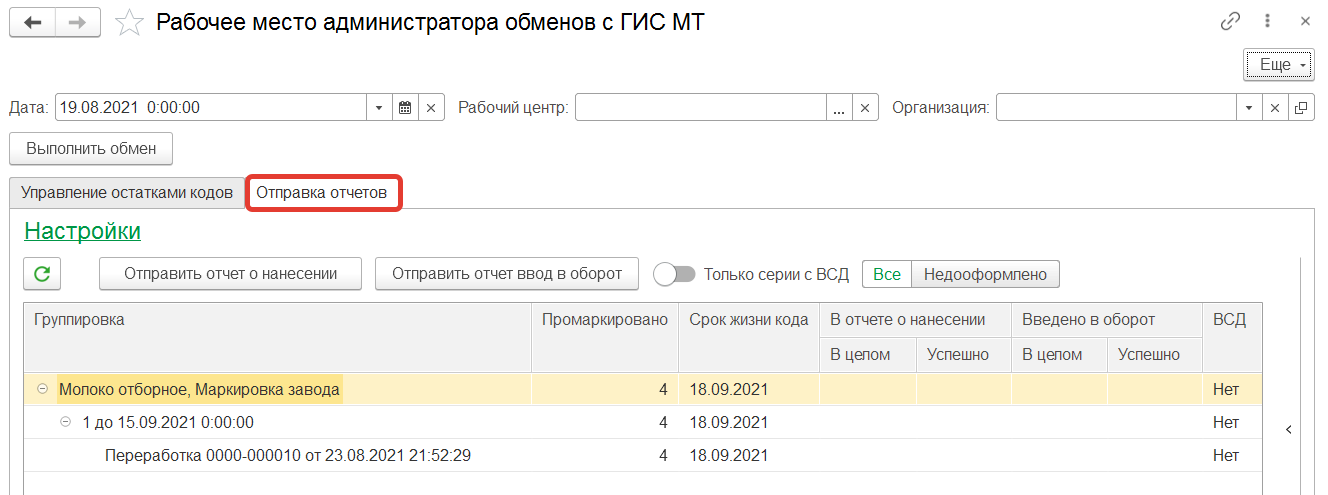 Рабочее место администратора обменов с ГИС МТ
Еще
Дата: 19.08.2021 0:00:00 Рабочий центр: ... Организация:
Выполнить обмен
Управление остатками кодов Отправка отчетов
Настройки
Отправить отчет о нанесении Отправить отчет ввод в оборот Только серии с ВСД Все Недооформлено
Группировка Промаркировано Срок жизни кода В отчете о нанесении Введено в оборот ВСД
В целом Успешно В целом Успешно
Молоко отборное, Маркировка завода 4 18.09.2021 Нет
1 до 15.09.2021 0:00:00 4 18.09.2021 Нет
Переработка 0000-000010 от 23.08.2021 21:52:29 4 18.09.2021 Нет